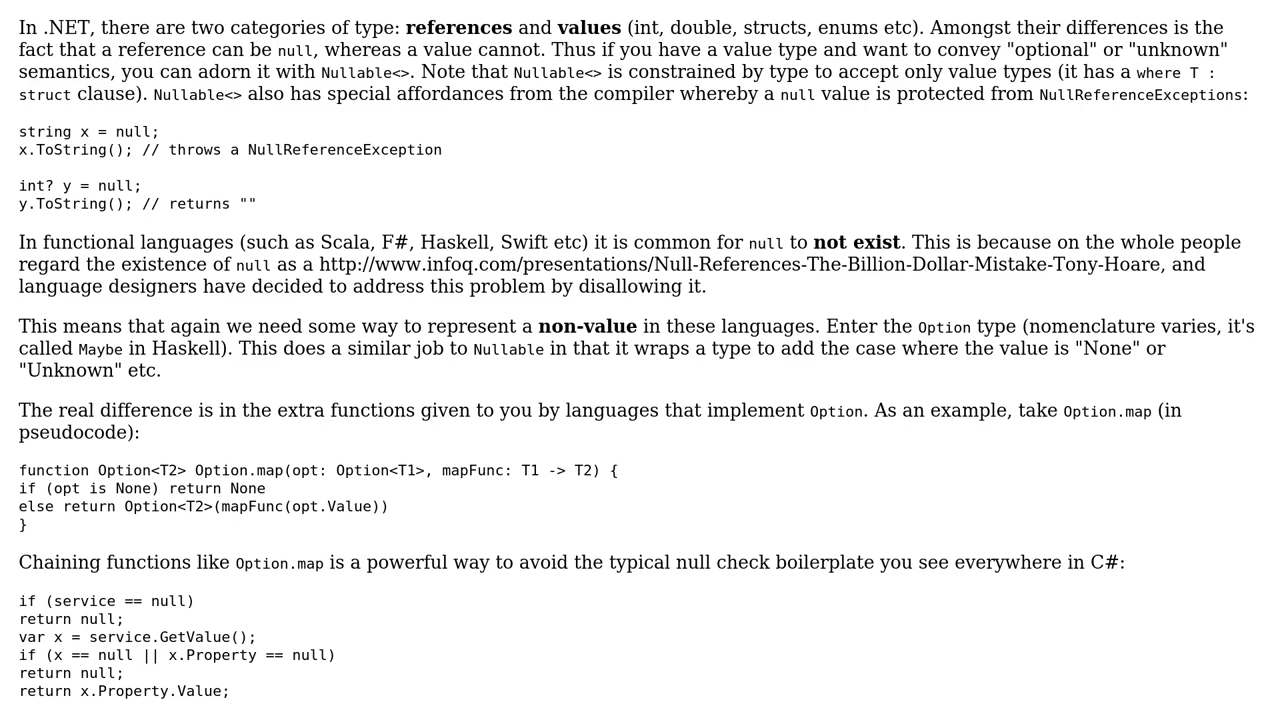 In .NET, there are two categories of type: references and values (int, double, structs, enums etc). Amongst their differences is the
fact that a reference can be null, whereas a value cannot. Thus if you have a value type and want to convey "optional" or "unknown"
semantics, you can adorn it with Nullable<>. Note that Nullable<> is constrained by type to accept only value types (it has a where T :
struct clause). Nullable<> also has special affordances from the compiler whereby a null value is protected from NullReferenceExceptions:
string x = null;
x.ToString(); // throws a NullReferenceException
int? y = null;
y.ToString(); // returns ""
In functional languages (such as Scala, F#, Haskell, Swift etc) it is common for null to not exist. This is because on the whole people
regard the existence of null as a http://www.infoq.com/presentations/Null-References-The-Billion-Dollar-Mistake-Tony-Hoare, and
language designers have decided to address this problem by disallowing it.
This means that again we need some way to represent a non-value in these languages. Enter the Option type (nomenclature varies, it's
called Maybe in Haskell). This does a similar job to Nullable in that it wraps a type to add the case where the value is "None" or
"Unknown" etc.
The real difference is in the extra functions given to you by languages that implement Option. As an example, take Option.map (in
pseudocode):
function Option<T2> Option.map(opt: Option<T1>, mapFunc: T1 -> T2) {
if (opt is None) return None
else return Option<T2>(mapFunc(opt.Value))
}
Chaining functions like Option.map is a powerful way to avoid the typical null check boilerplate you see everywhere in C#:
if (service == null)
return null;
var x = service.GetValue();
if (x == null || x.Property == null)
return null;
return x.Property.Value;